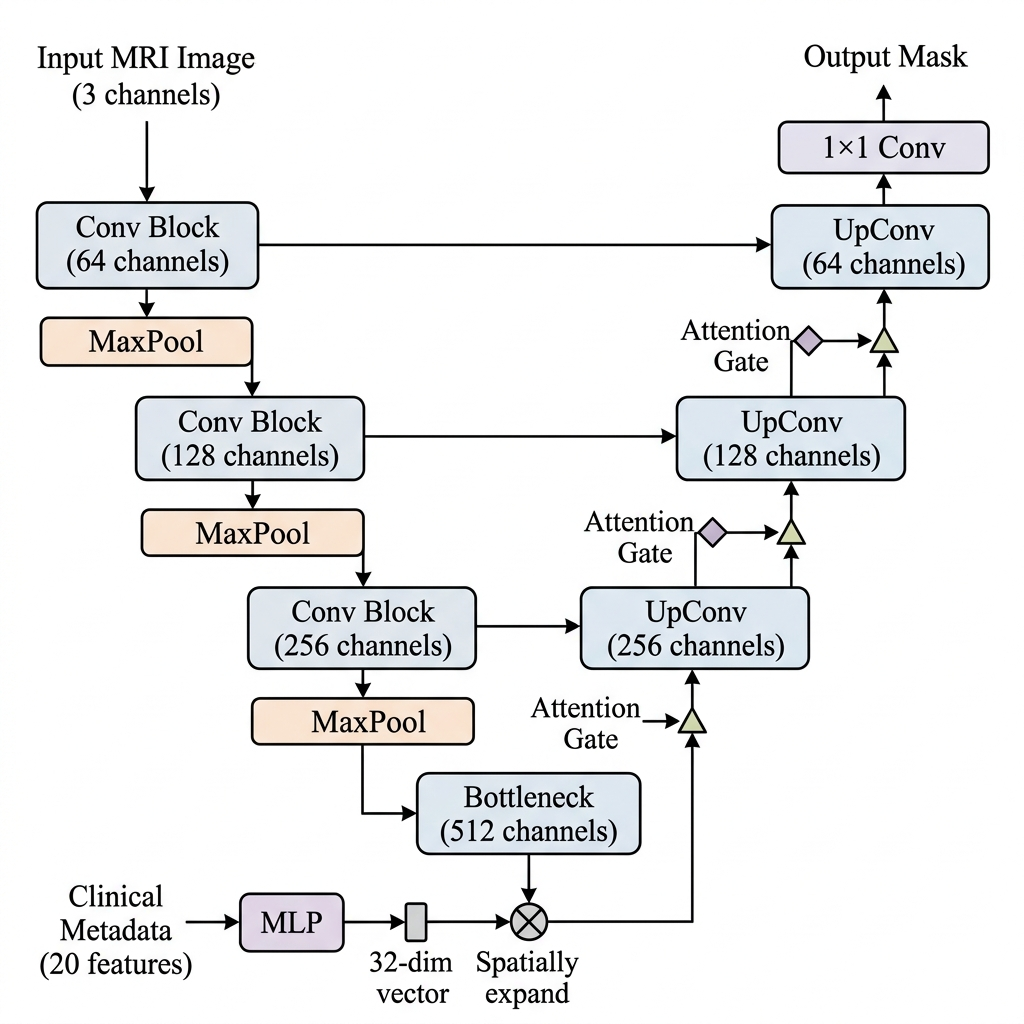 Input MRI Image
(3 channels)
Output Mask
1×1 Conv
Conv Block
(64 channels)
UpConv
(64 channels)
MaxPool
Attention
Gate
Conv Block
(128 channels)
UpConv
(128 channels)
MaxPool
Attention
Gate
Conv Block
(256 channels)
UpConv
(256 channels)
MaxPool
Attention
Gate
Bottleneck
(512 channels)
Clinical
Metadata
(20 features)
MLP
32-dim
vector
Spatially
expand